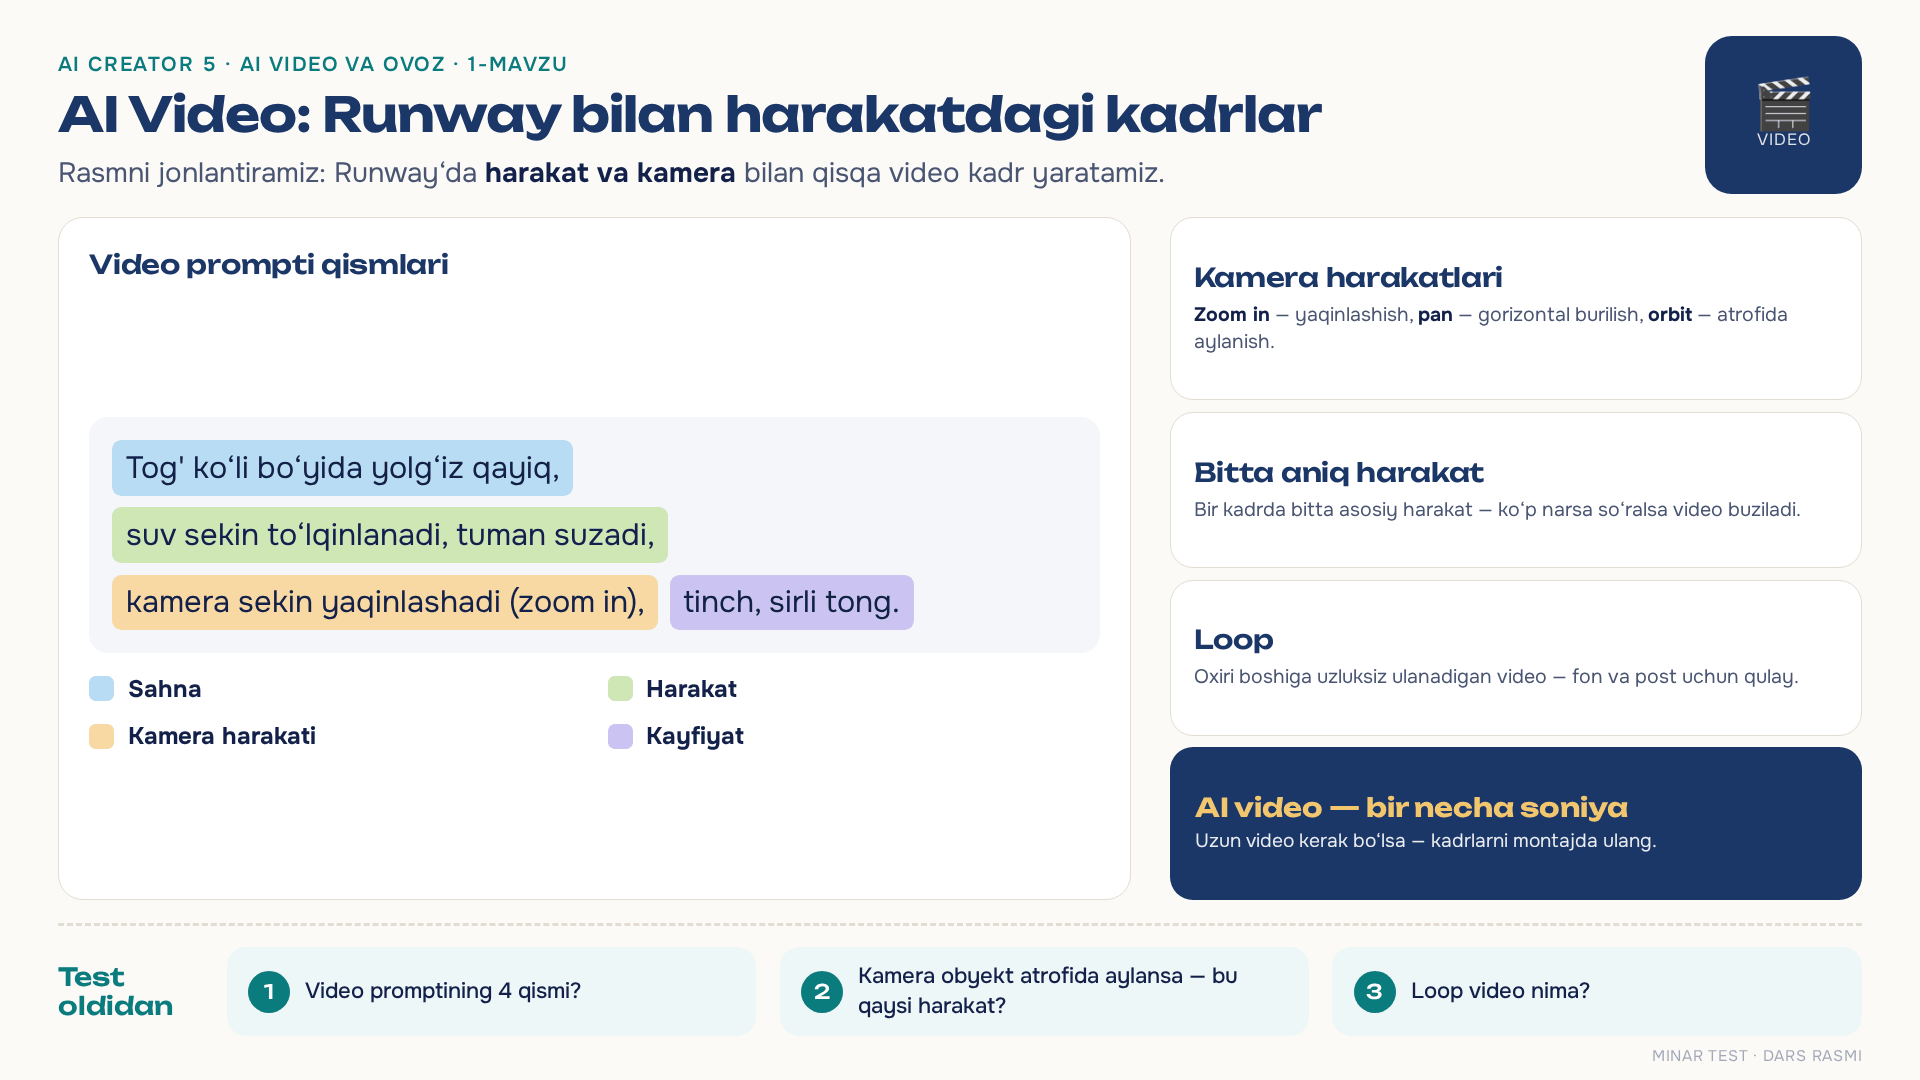 AI CREATOR 5 · AI VIDEO VA OVOZ · 1-MAVZU
AI Video: Runway bilan harakatdagi kadrlar
Rasmni jonlantiramiz: Runway‘da harakat va kamera bilan qisqa video kadr yaratamiz.
VIDEO
Video prompti qismlari
Tog' ko‘li bo‘yida yolg‘iz qayiq,
suv sekin to‘lqinlanadi, tuman suzadi,
kamera sekin yaqinlashadi (zoom in), tinch, sirli tong.
Sahna
Harakat
Kamera harakati
Kayfiyat
Kamera harakatlari
Zoom in — yaqinlashish, pan — gorizontal burilish, orbit — atrofida
aylanish.
Bitta aniq harakat
Bir kadrda bitta asosiy harakat — ko‘p narsa so‘ralsa video buziladi.
Loop
Oxiri boshiga uzluksiz ulanadigan video — fon va post uchun qulay.
AI video — bir necha soniya
Uzun video kerak bo‘lsa — kadrlarni montajda ulang.
Test
oldidan
1 Video promptining 4 qismi?
2 Kamera obyekt atrofida aylansa — bu
qaysi harakat?
3 Loop video nima?
MINAR TEST · DARS RASMI